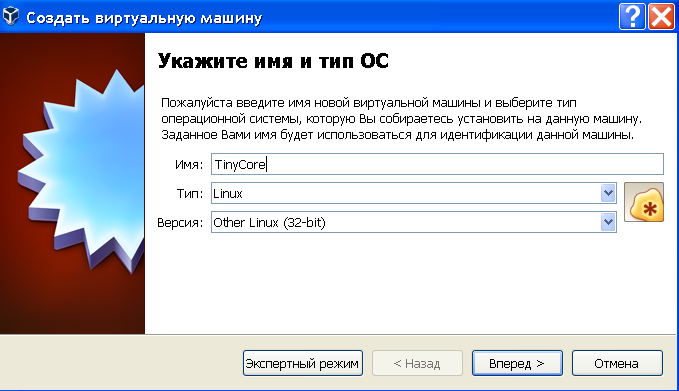 Создать виртуальную машину
Укажите имя и тип ОС
Пожалуйста введите имя новой виртуальной машины и выберите тип
операционной системы, которую Вы собираетесь установить на данную машину.
Заданное Вами имя будет использоваться для идентификации данной машины.
Имя: TinyCore
Тип: Linux
Версия: Other Linux (32-bit)
Экспертный режим < Назад Вперед > Отмена